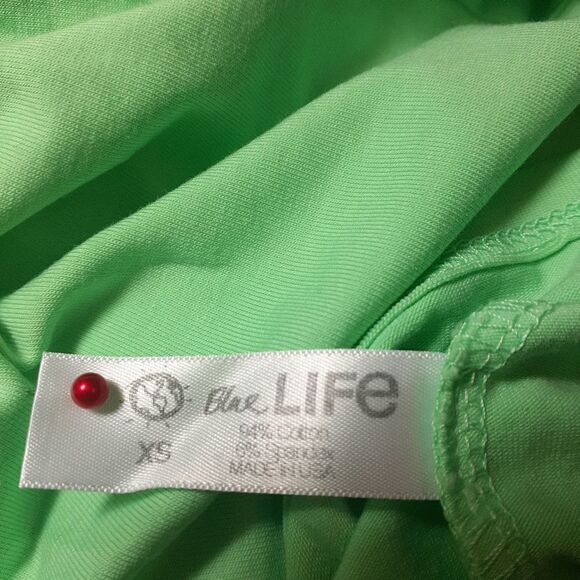 Blue LIFe
XS
94% Cotton
6% Spandex
MADE IN USA